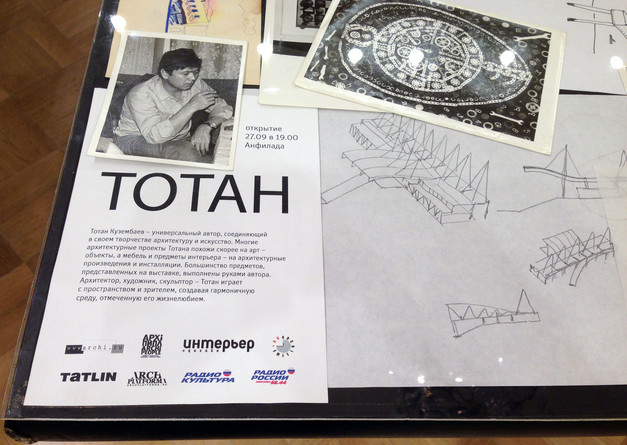 открытие
27.09 в 19.00
Анфилада
ТОТАН
Тотан Кузембаев – универсальный автор, соединяющий
в своем творчестве архитектуру и искусство. Многие
архитектурные проекты Тотана похожи скорее на арт –
объекты, а мебель и предметы интерьера – на архитектурные
произведения и инсталляции. Большинство предметов,
представленных на выставке, выполнены руками автора.
Архитектор, художник, скульптор – Тотан играет
с пространством и зрителем, создавая гармоничную
среду, отмеченную его жизнелюбием.
www.archi.ru
интерьер
TATLIN
ARCH
PLATFORMA
РАДИО
КУЛЬТУРА
РАДИО
РОССИИ